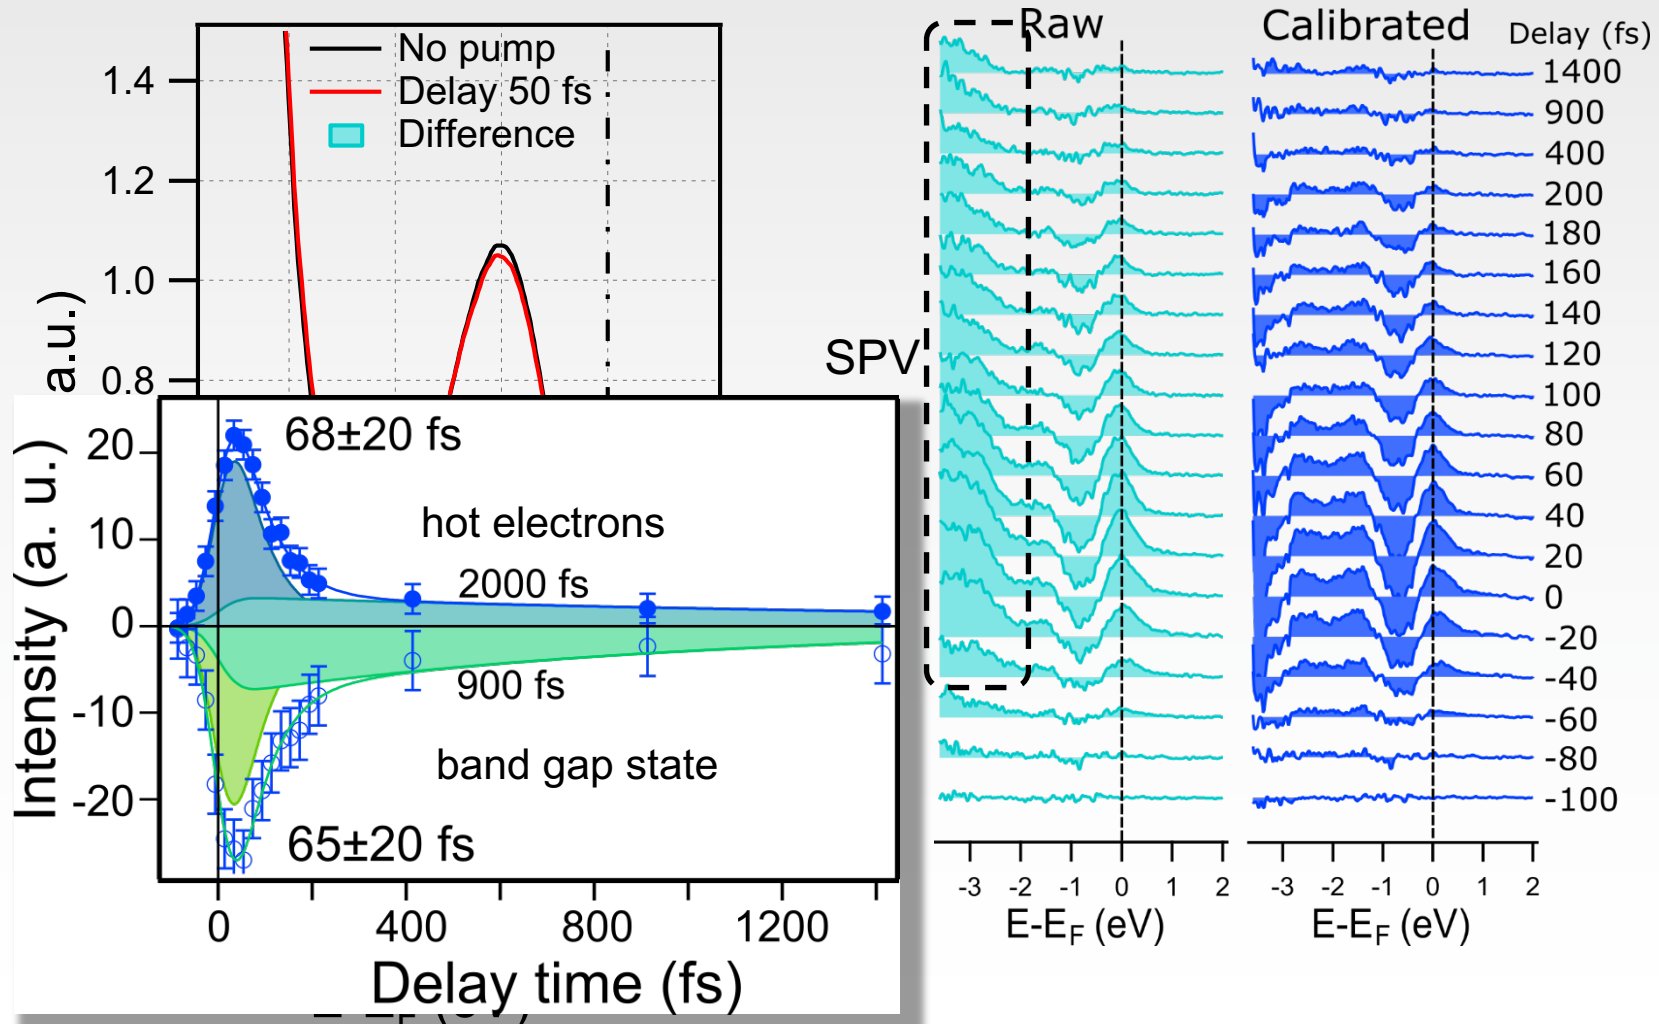 No pump
Delay 50 fs
Difference
1.4
1.2
1.0
0.8
a.u.)
Raw
Calibrated
Delay (fs)
1400
900
400
200
180
160
140
120
100
80
60
40
20
0
-20
-40
-60
-80
-100
SPV
-3 -2 -1 0 1 2
E-EF (eV)
-3 -2 -1 0 1 2
E-EF (eV)
Intensity (a. u.)
20
10
0
-10
-20
68±20 fs
hot electrons
2000 fs
900 fs
band gap state
65±20 fs
0 400 800 1200
Delay time (fs)